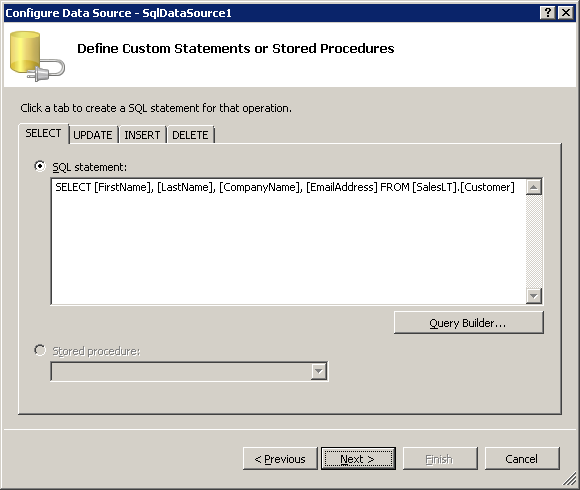 Configure Data Source - SqlDataSource1
Define Custom Statements or Stored Procedures
Click a tab to create a SQL statement for that operation.
SELECT UPDATE INSERT DELETE
SQL statement:
SELECT [FirstName], [LastName], [CompanyName], [EmailAddress] FROM [SalesLT].[Customer]
Query Builder...
Stored procedure:
< Previous Next > Finish Cancel